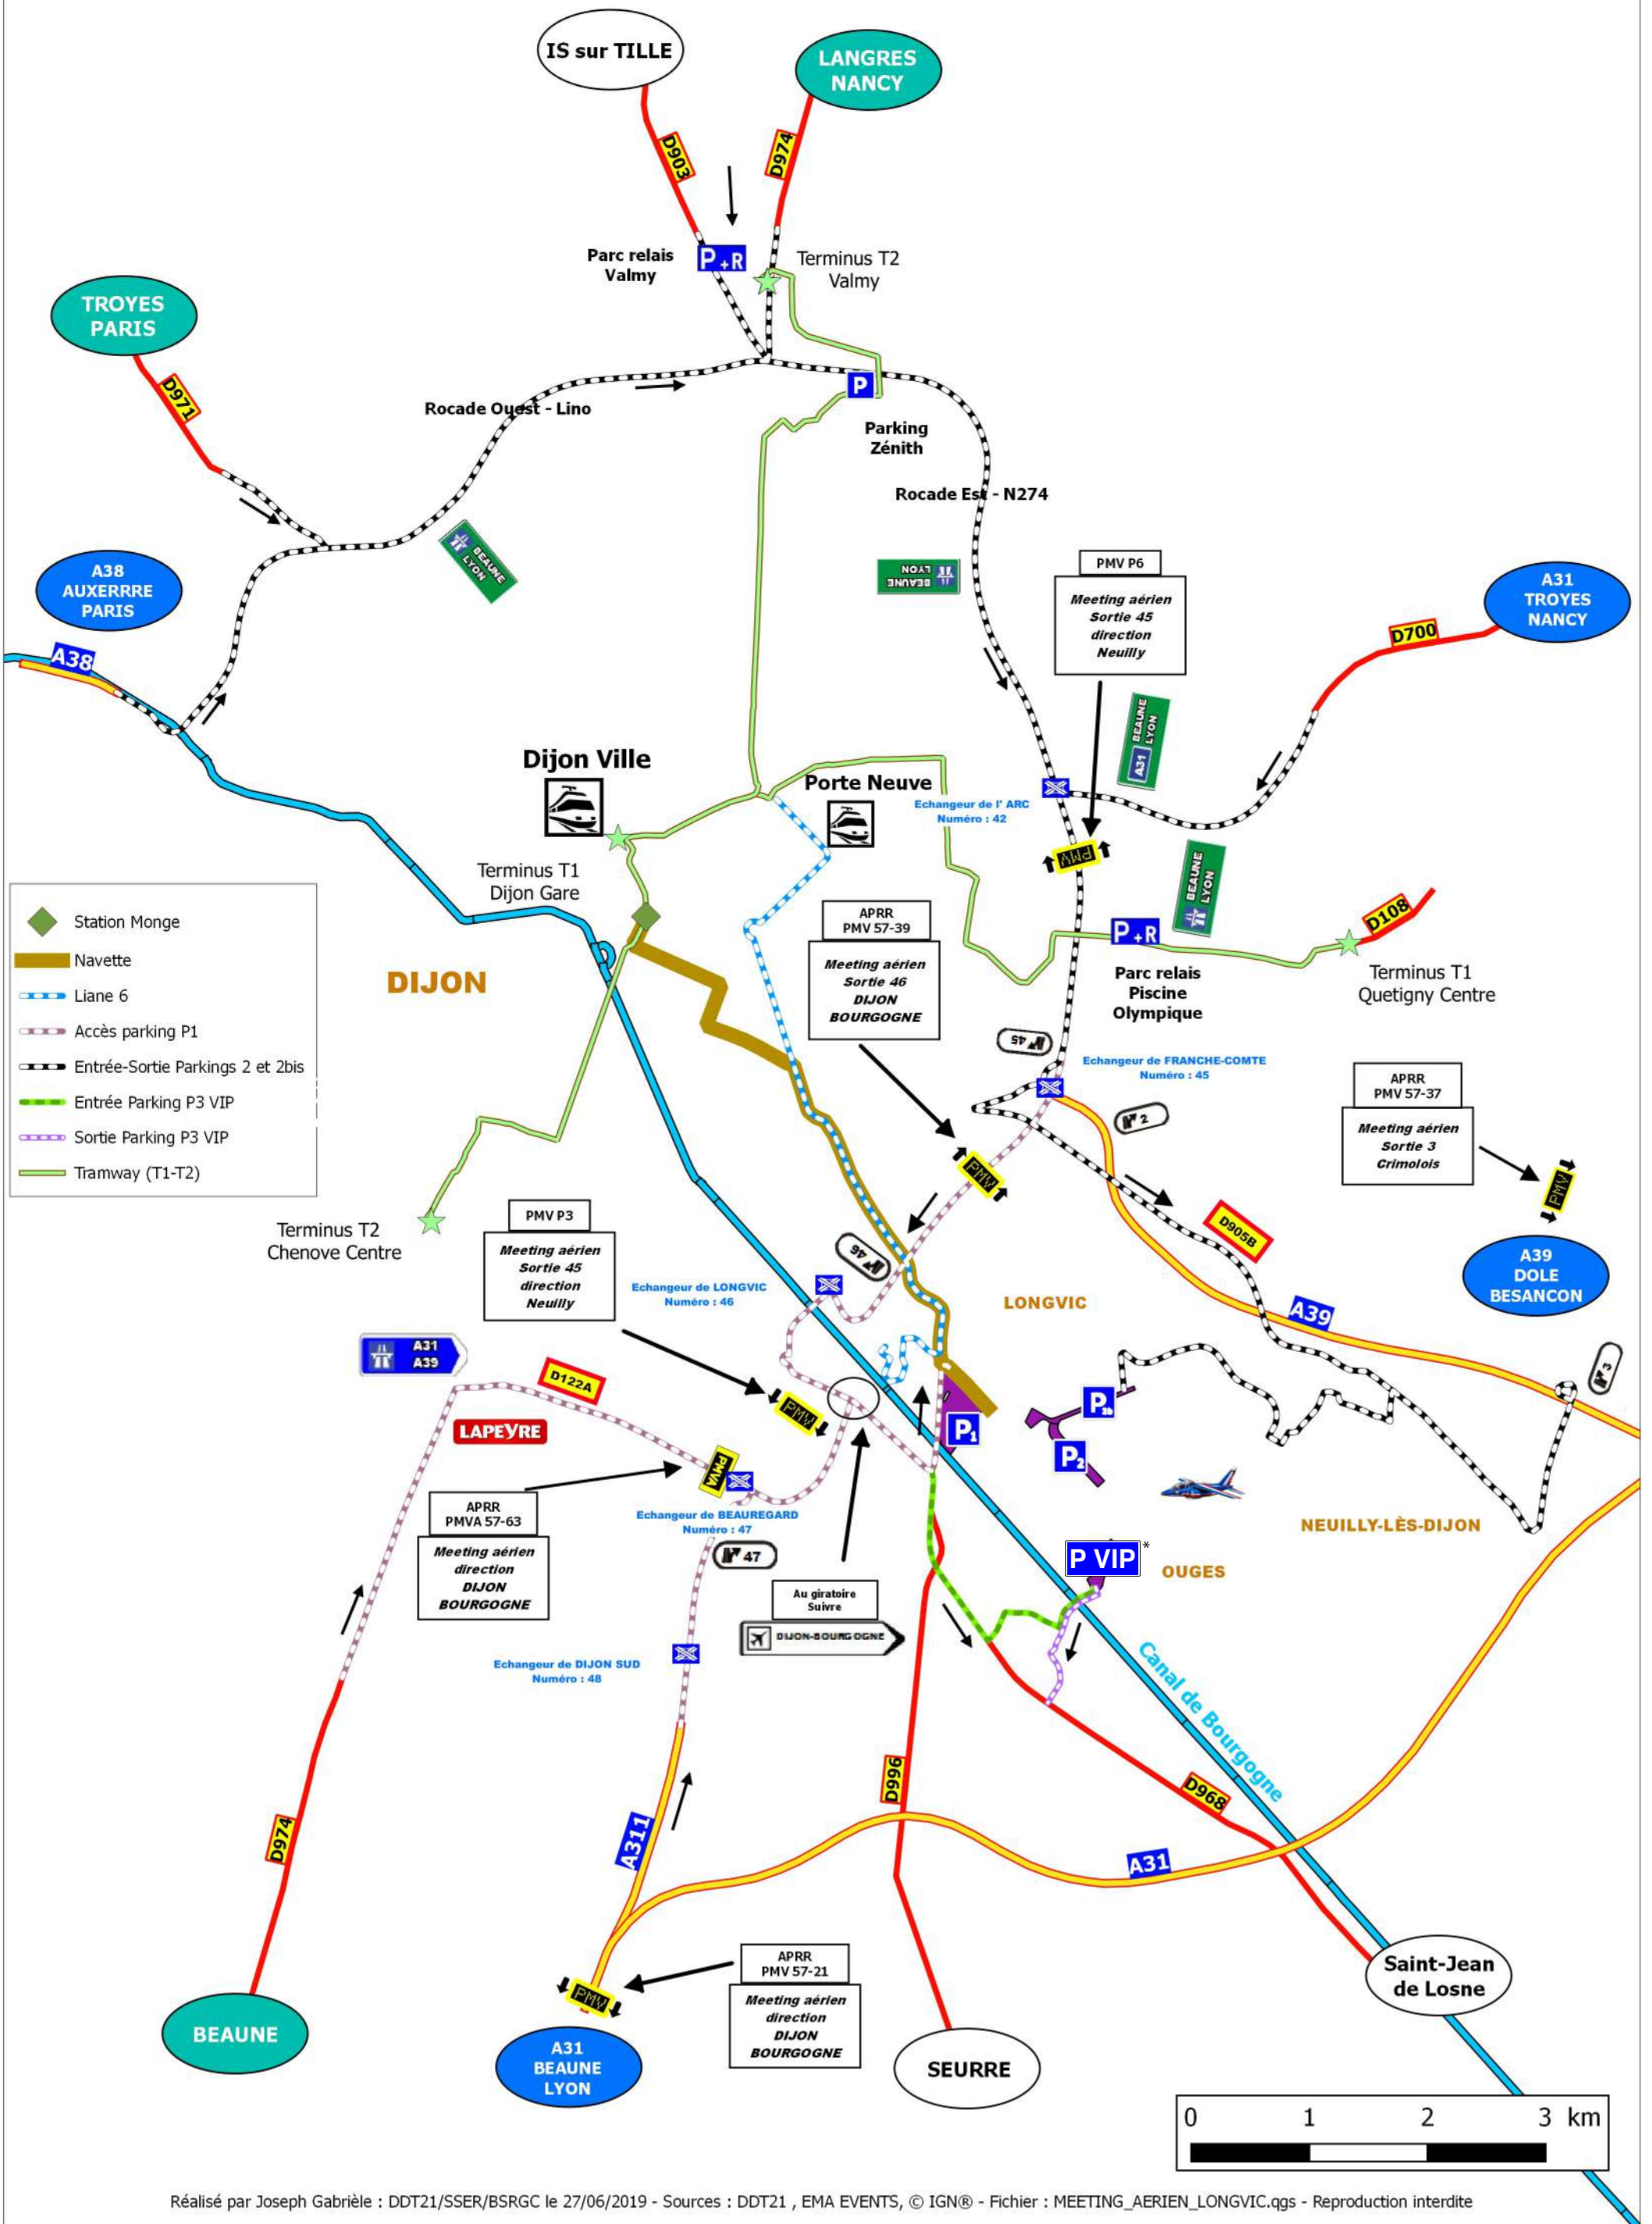 IS sur TILLE
LANGRES
NANCY
D903
D974
Parc relais
Valmy
P+R
Terminus T2
Valmy
TROYES
PARIS
D971
Rocade Ouest - Lino
P
Parking
Zénith
Rocade Est - N274
BEAUNE
LYON
BEAUNE
LYON
A38
AUXERRRE
PARIS
A38
PMV P6
Meeting aérien
Sortie 45
direction
Neuilly
A31
TROYES
NANCY
D700
A31
BEAUNE
LYON
Dijon Ville
Porte Neuve
Echangeur de l' ARC
Numéro : 42
PMV
Terminus T1
Dijon Gare
BEAUNE
LYON
Station Monge
Navette
Liane 6
Accès parking P1
Entrée-Sortie Parkings 2 et 2bis
Entrée Parking P3 VIP
Sortie Parking P3 VIP
Tramway (T1-T2)
DIJON
APRR
PMV 57-39
Meeting aérien
Sortie 46
DIJON
BOURGOGNE
P+R
D108
Parc relais
Piscine
Olympique
Terminus T1
Quetigny Centre
45
Echangeur de FRANCHE-COMTE
Numéro : 45
2
APRR
PMV 57-37
Meeting aérien
Sortie 3
Crimolois
PMV
PMV
D905B
Terminus T2
Chenove Centre
PMV P3
Meeting aérien
Sortie 45
direction
Neuilly
46
Echangeur de LONGVIC
Numéro : 46
LONGVIC
A39
A39
DOLE
BESANCON
A31
A39
D122A
3
PMV
LAPEYRE
P1
P2b
P2
PMVA
APRR
PMVA 57-63
Meeting aérien
direction
DIJON
BOURGOGNE
Echangeur de BEAUREGARD
Numéro : 47
47
NEUILLY-LÈS-DIJON
P VIP *
OUGES
Au giratoire
Suivre
DIJON-BOURGOGNE
Echangeur de DIJON SUD
Numéro : 48
Canal de Bourgogne
D996
D968
D974
A311
A31
APRR
PMV 57-21
Meeting aérien
direction
DIJON
BOURGOGNE
PMV
Saint-Jean
de Losne
BEAUNE
A31
BEAUNE
LYON
SEURRE
0 1 2 3 km
Réalisé par Joseph Gabrièle : DDT21/SSER/BSRGC le 27/06/2019 - Sources : DDT21 , EMA EVENTS, © IGN® - Fichier : MEETING_AERIEN_LONGVIC.qgs - Reproduction interdite